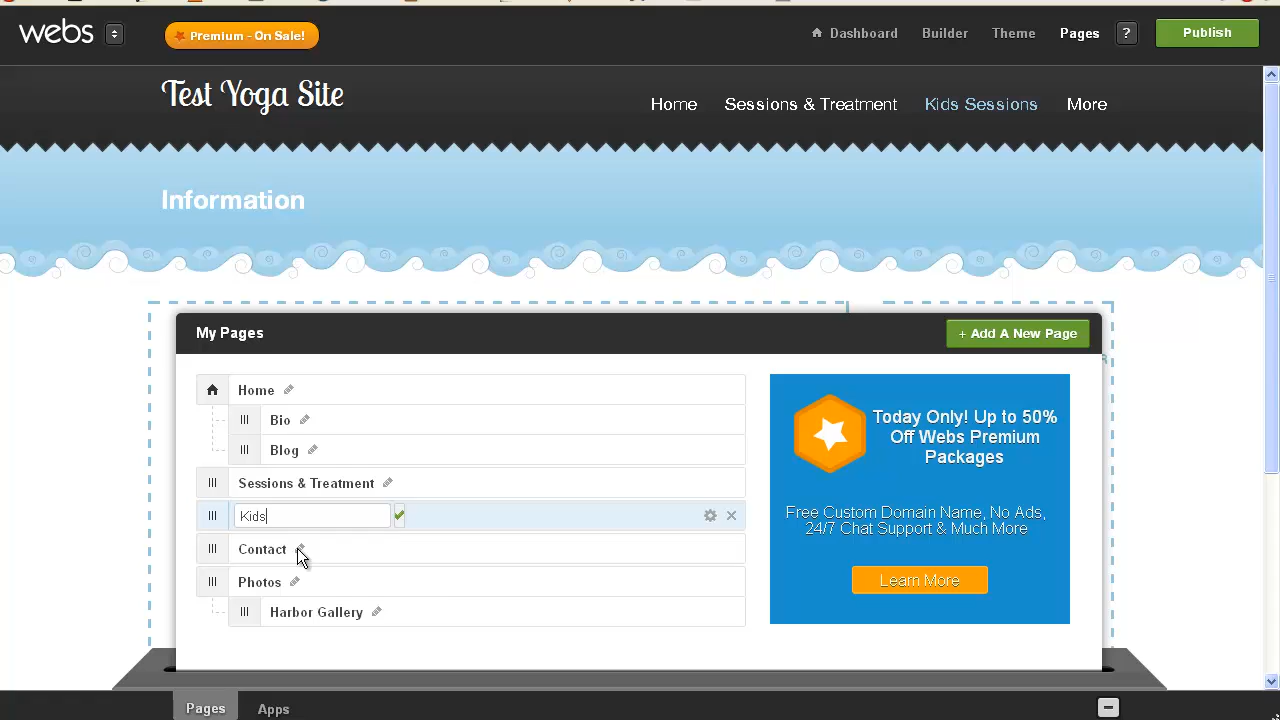 webs
Premium - On Sale!
Dashboard
Builder
Theme
Pages
?
Publish
Test Yoga Site
Home
Sessions & Treatment
Kids Sessions
More
Information
My Pages
+ Add A New Page
Home
Bio
Blog
Sessions & Treatment
Kids
Contact
Photos
Harbor Gallery
Today Only! Up to 50%
Off Webs Premium
Packages
Free Custom Domain Name, No Ads,
24/7 Chat Support & Much More
Learn More
Pages
Apps